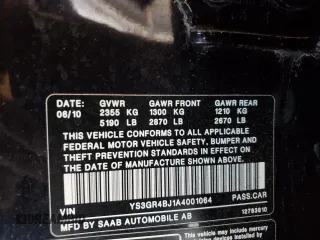 DATE: GVWR GAWR FRONT GAWR REAR
06/10 2355 KG 1300 KG 1210 KG
5190 LB 2870 LB 2670 LB
THIS VEHICLE CONFORMS TO ALL APPLICABLE
FEDERAL MOTOR VEHICLE SAFETY, BUMPER AND
THEFT PREVENTION STANDARDS IN EFFECT ON THE
DATE OF MANUFACTURE SHOWN ABOVE.
YS3GR4BJ1A4001064 PASS.CAR
VIN 12783610
MFD BY SAAB AUTOMOBILE AB